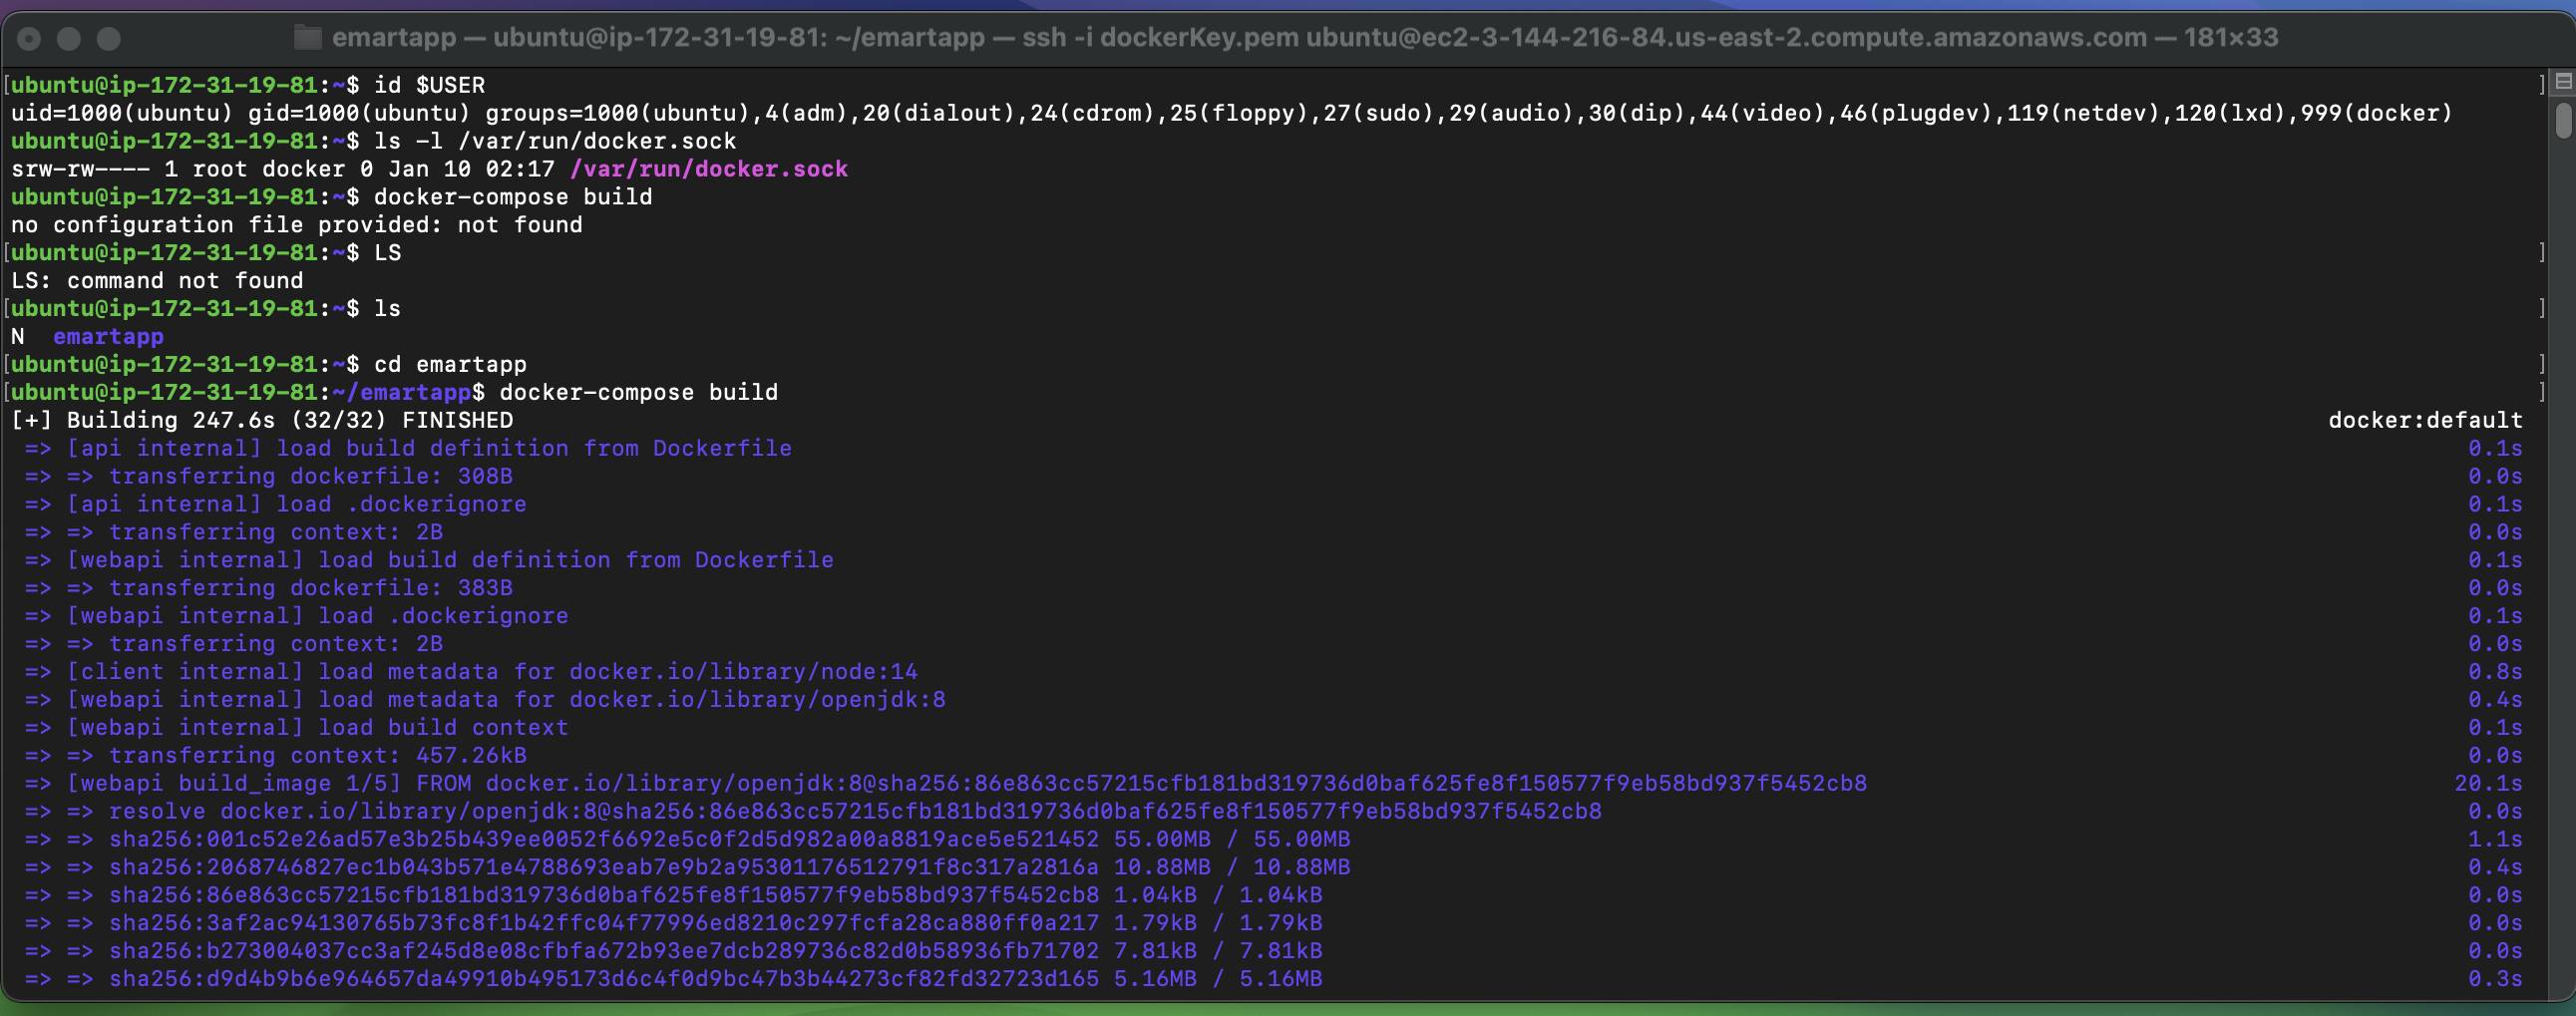 emartapp — ubuntu@ip-172-31-19-81: ~/emartapp — ssh -i dockerKey.pem ubuntu@ec2-3-144-216-84.us-east-2.compute.amazonaws.com — 181×33
[ubuntu@ip-172-31-19-81:~$ id $USER ]
uid=1000(ubuntu) gid=1000(ubuntu) groups=1000(ubuntu),4(adm),20(dialout),24(cdrom),25(floppy),27(sudo),29(audio),30(dip),44(video),46(plugdev),119(netdev),120(lxd),999(docker)
ubuntu@ip-172-31-19-81:~$ ls -l /var/run/docker.sock
srw-rw---- 1 root docker 0 Jan 10 02:17 /var/run/docker.sock
ubuntu@ip-172-31-19-81:~$ docker-compose build
no configuration file provided: not found
[ubuntu@ip-172-31-19-81:~$ LS ]
LS: command not found
[ubuntu@ip-172-31-19-81:~$ ls ]
N  emartapp
[ubuntu@ip-172-31-19-81:~$ cd emartapp ]
[ubuntu@ip-172-31-19-81:~/emartapp$ docker-compose build ]
[+] Building 247.6s (32/32) FINISHED docker:default
=> [api internal] load build definition from Dockerfile 0.1s
=> => transferring dockerfile: 308B 0.0s
=> [api internal] load .dockerignore 0.1s
=> => transferring context: 2B 0.0s
=> [webapi internal] load build definition from Dockerfile 0.1s
=> => transferring dockerfile: 383B 0.0s
=> [webapi internal] load .dockerignore 0.1s
=> => transferring context: 2B 0.0s
=> [client internal] load metadata for docker.io/library/node:14 0.8s
=> [webapi internal] load metadata for docker.io/library/openjdk:8 0.4s
=> [webapi internal] load build context 0.1s
=> => transferring context: 457.26kB 0.0s
=> [webapi build_image 1/5] FROM docker.io/library/openjdk:8@sha256:86e863cc57215cfb181bd319736d0baf625fe8f150577f9eb58bd937f5452cb8 20.1s
=> => resolve docker.io/library/openjdk:8@sha256:86e863cc57215cfb181bd319736d0baf625fe8f150577f9eb58bd937f5452cb8 0.0s
=> => sha256:001c52e26ad57e3b25b439ee0052f6692e5c0f2d5d982a00a8819ace5e521452 55.00MB / 55.00MB 1.1s
=> => sha256:2068746827ec1b043b571e4788693eab7e9b2a95301176512791f8c317a2816a 10.88MB / 10.88MB 0.4s
=> => sha256:86e863cc57215cfb181bd319736d0baf625fe8f150577f9eb58bd937f5452cb8 1.04kB / 1.04kB 0.0s
=> => sha256:3af2ac94130765b73fc8f1b42ffc04f77996ed8210c297fcfa28ca880ff0a217 1.79kB / 1.79kB 0.0s
=> => sha256:b273004037cc3af245d8e08cfbfa672b93ee7dcb289736c82d0b58936fb71702 7.81kB / 7.81kB 0.0s
=> => sha256:d9d4b9b6e964657da49910b495173d6c4f0d9bc47b3b44273cf82fd32723d165 5.16MB / 5.16MB 0.3s